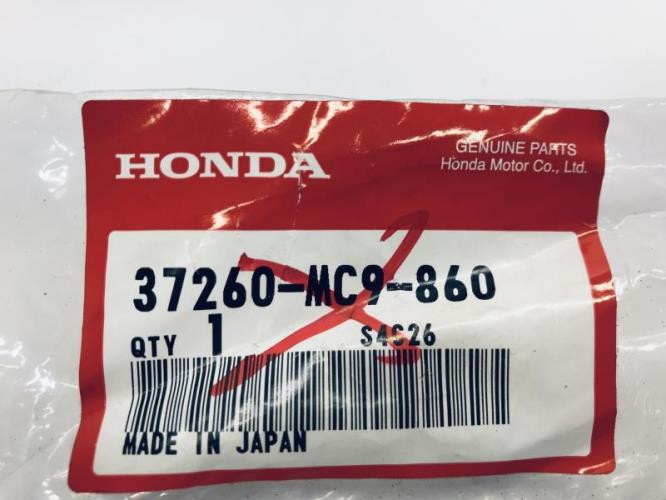 HONDA
GENUINE PARTS
Honda Motor Co., Ltd.
37260-MC9-860
QTY 1 S4C26
MADE IN JAPAN